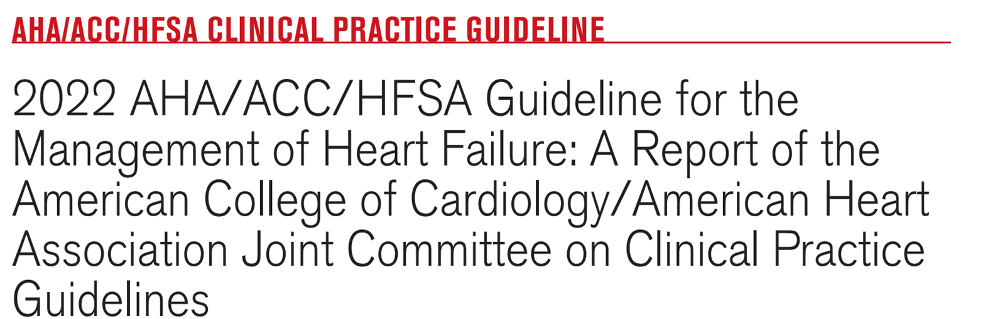 AHA/ACC/HFSA CLINICAL PRACTICE GUIDELINE
2022 AHA/ACC/HFSA Guideline for the
Management of Heart Failure: A Report of the
American College of Cardiology/American Heart
Association Joint Committee on Clinical Practice
Guidelines